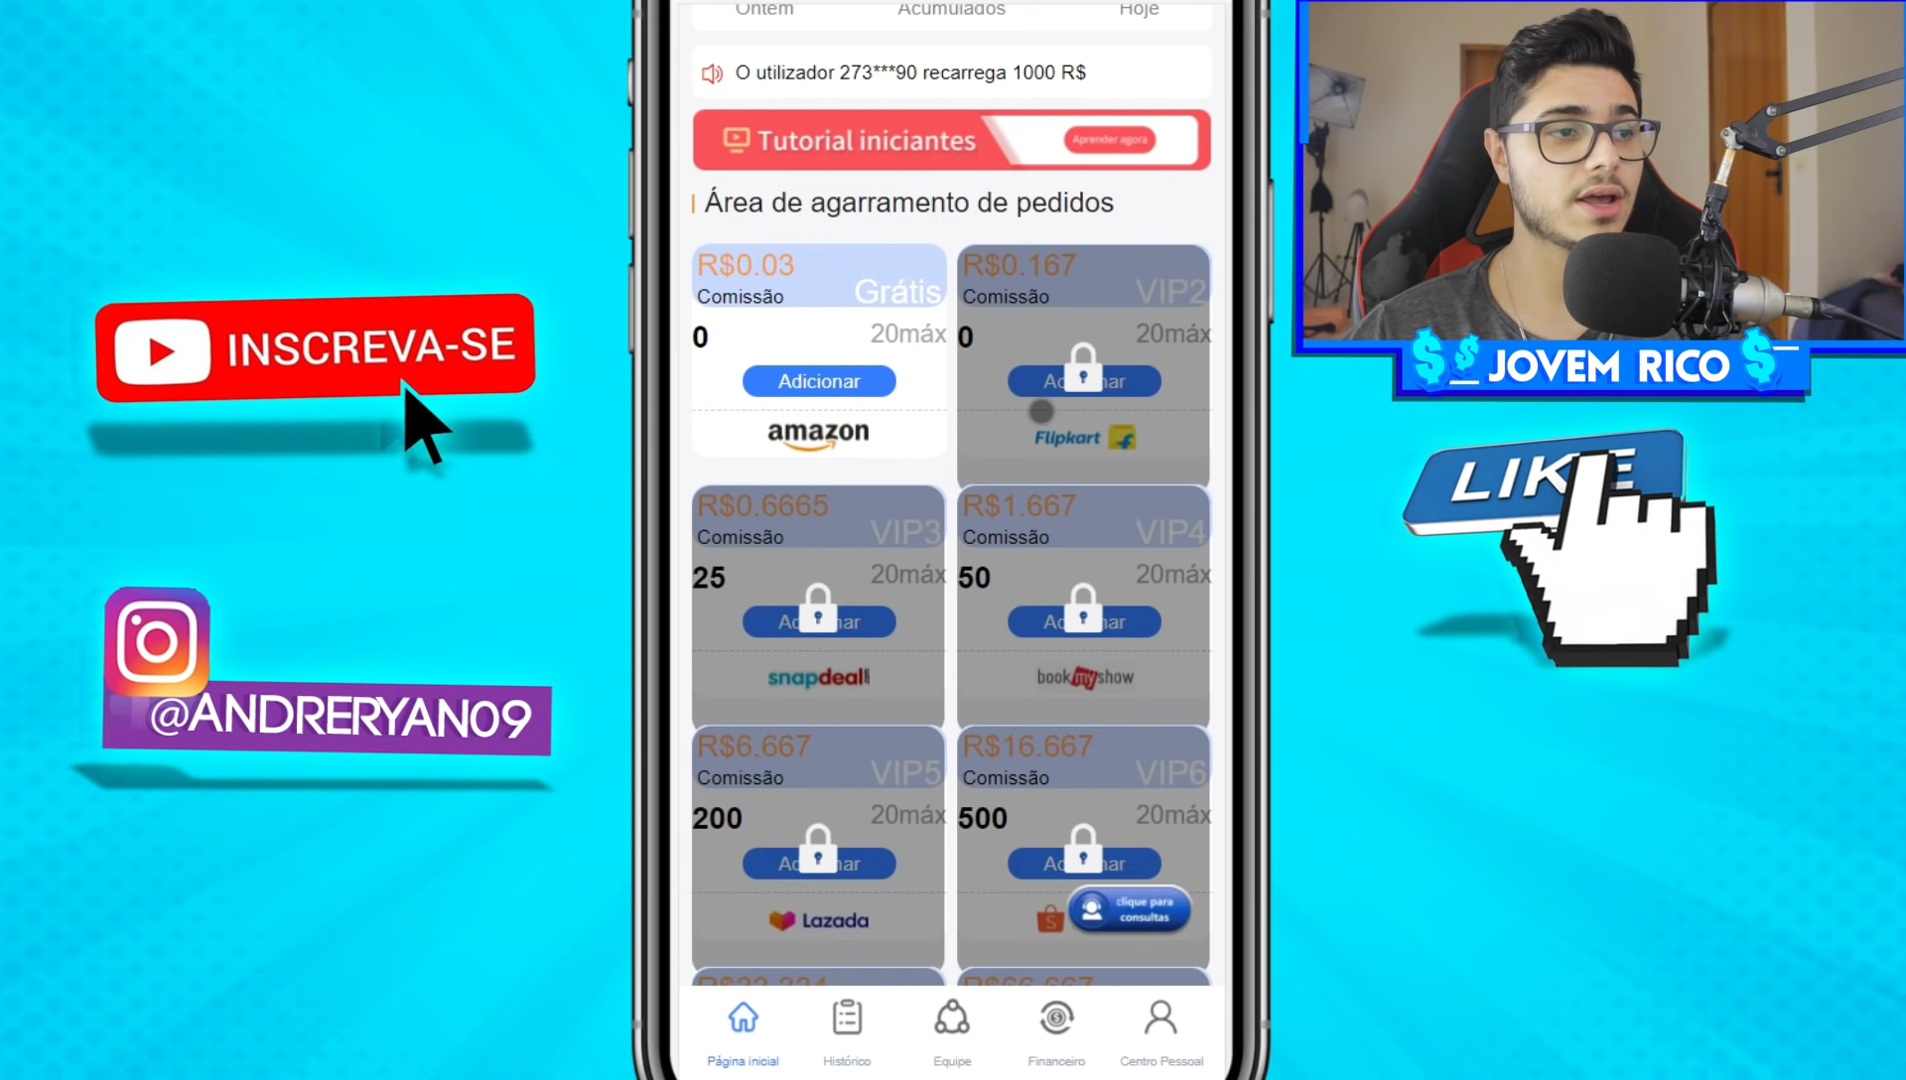 Ontem Acumulados Hoje
O utilizador 273***90 recarrega 1000 R$
Tutorial iniciantes Aprender agora
Área de agarramento de pedidos
R$0.03
Comissão Grátis
0 20máx
Adicionar
amazon
R$0.167
Comissão VIP2
0 20máx
Flipkart
R$0.6665
Comissão VIP3
25 20máx
snapdeal
R$1.667
Comissão VIP4
50 20máx
bookmyshow
R$6.667
Comissão VIP5
200 20máx
Lazada
R$16.667
Comissão VIP6
500 20máx
clique para
consultas
Página inicial Histórico Equipe Financeiro Centro Pessoal
INSCREVA-SE
@ANDRERYAN09
$$ JOVEM RICO $
LIKE